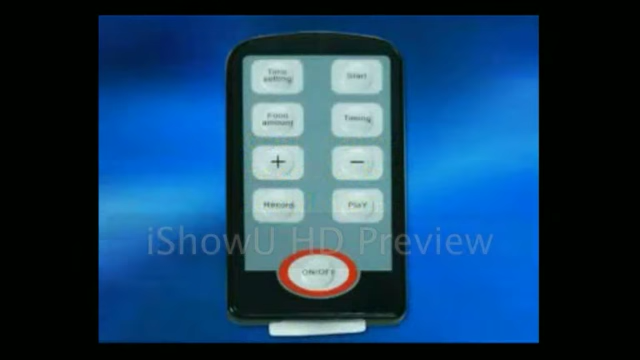 Time
setting
Start
Food
amount
Timing
+
−
Record
Play
iShowU HD Preview
ON/OFF